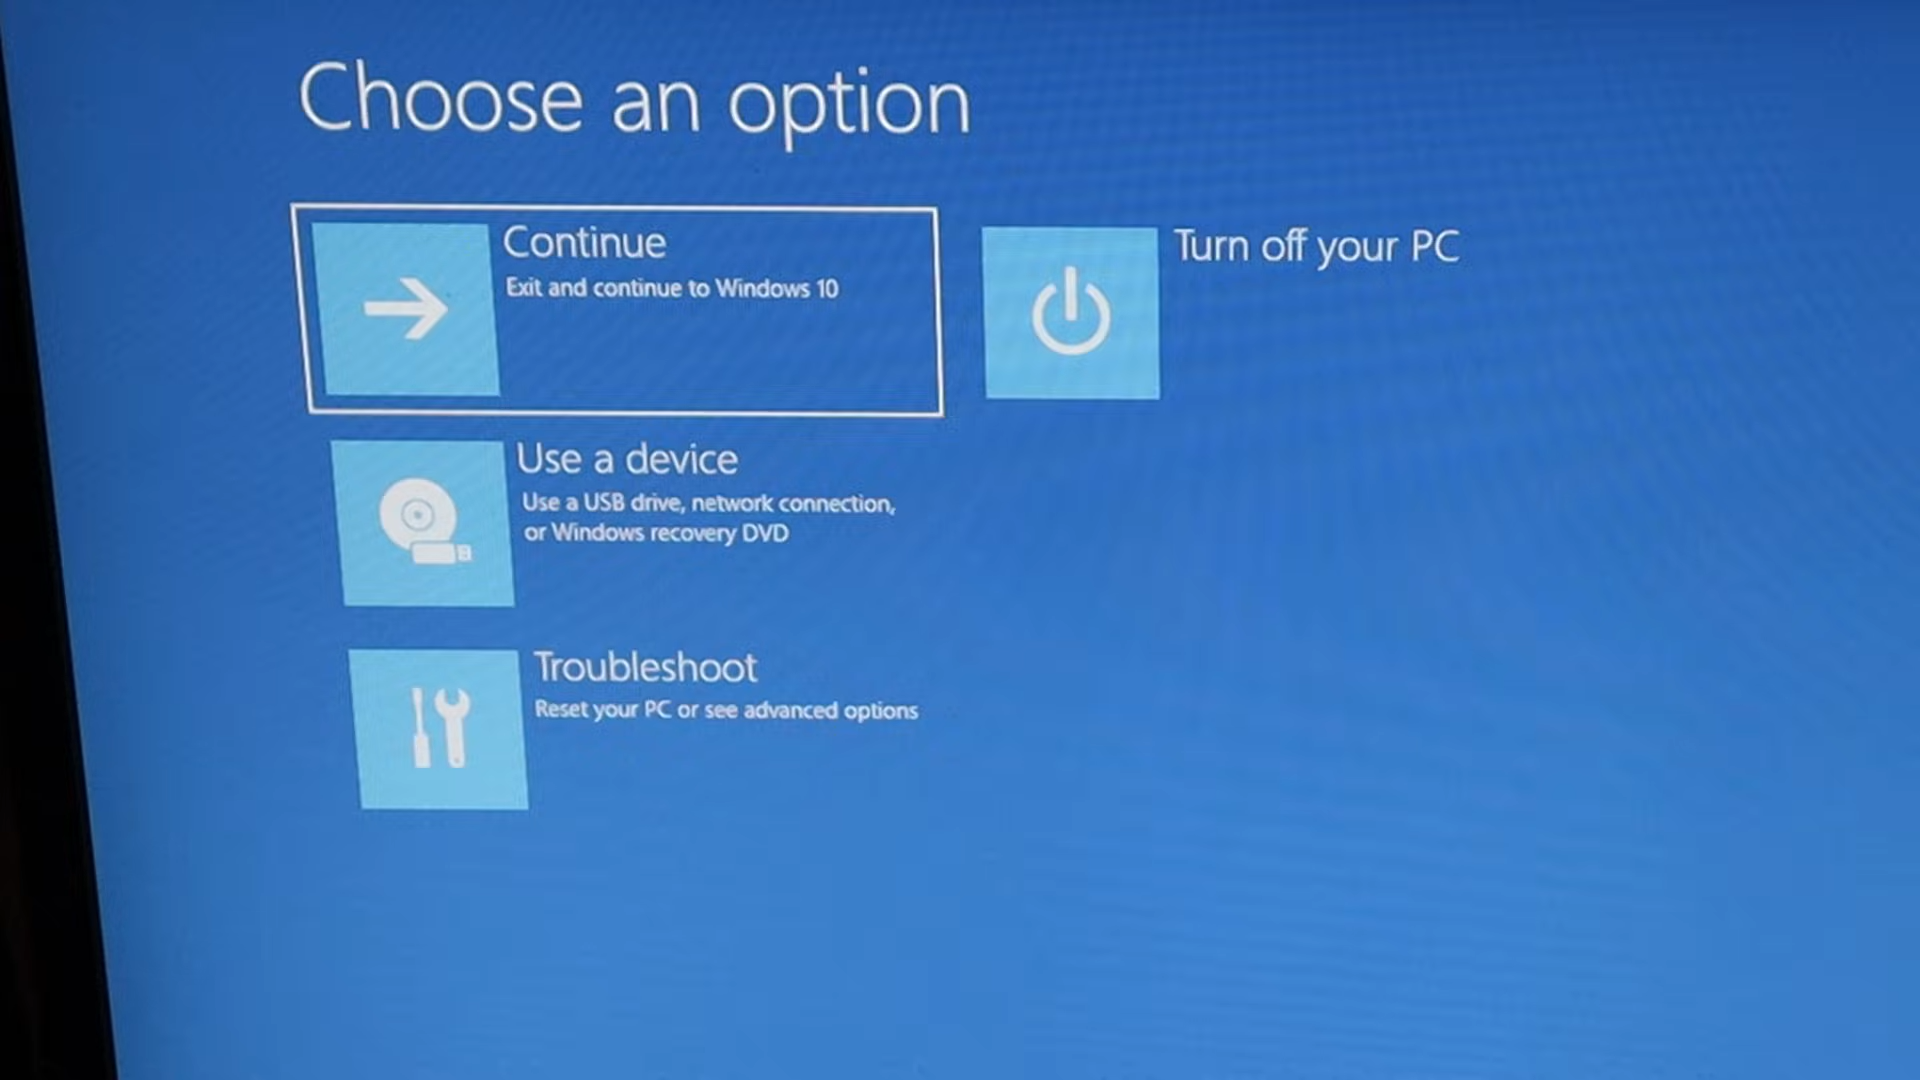 Choose an option
Continue
Exit and continue to Windows 10
Turn off your PC
Use a device
Use a USB drive, network connection,
or Windows recovery DVD
Troubleshoot
Reset your PC or see advanced options